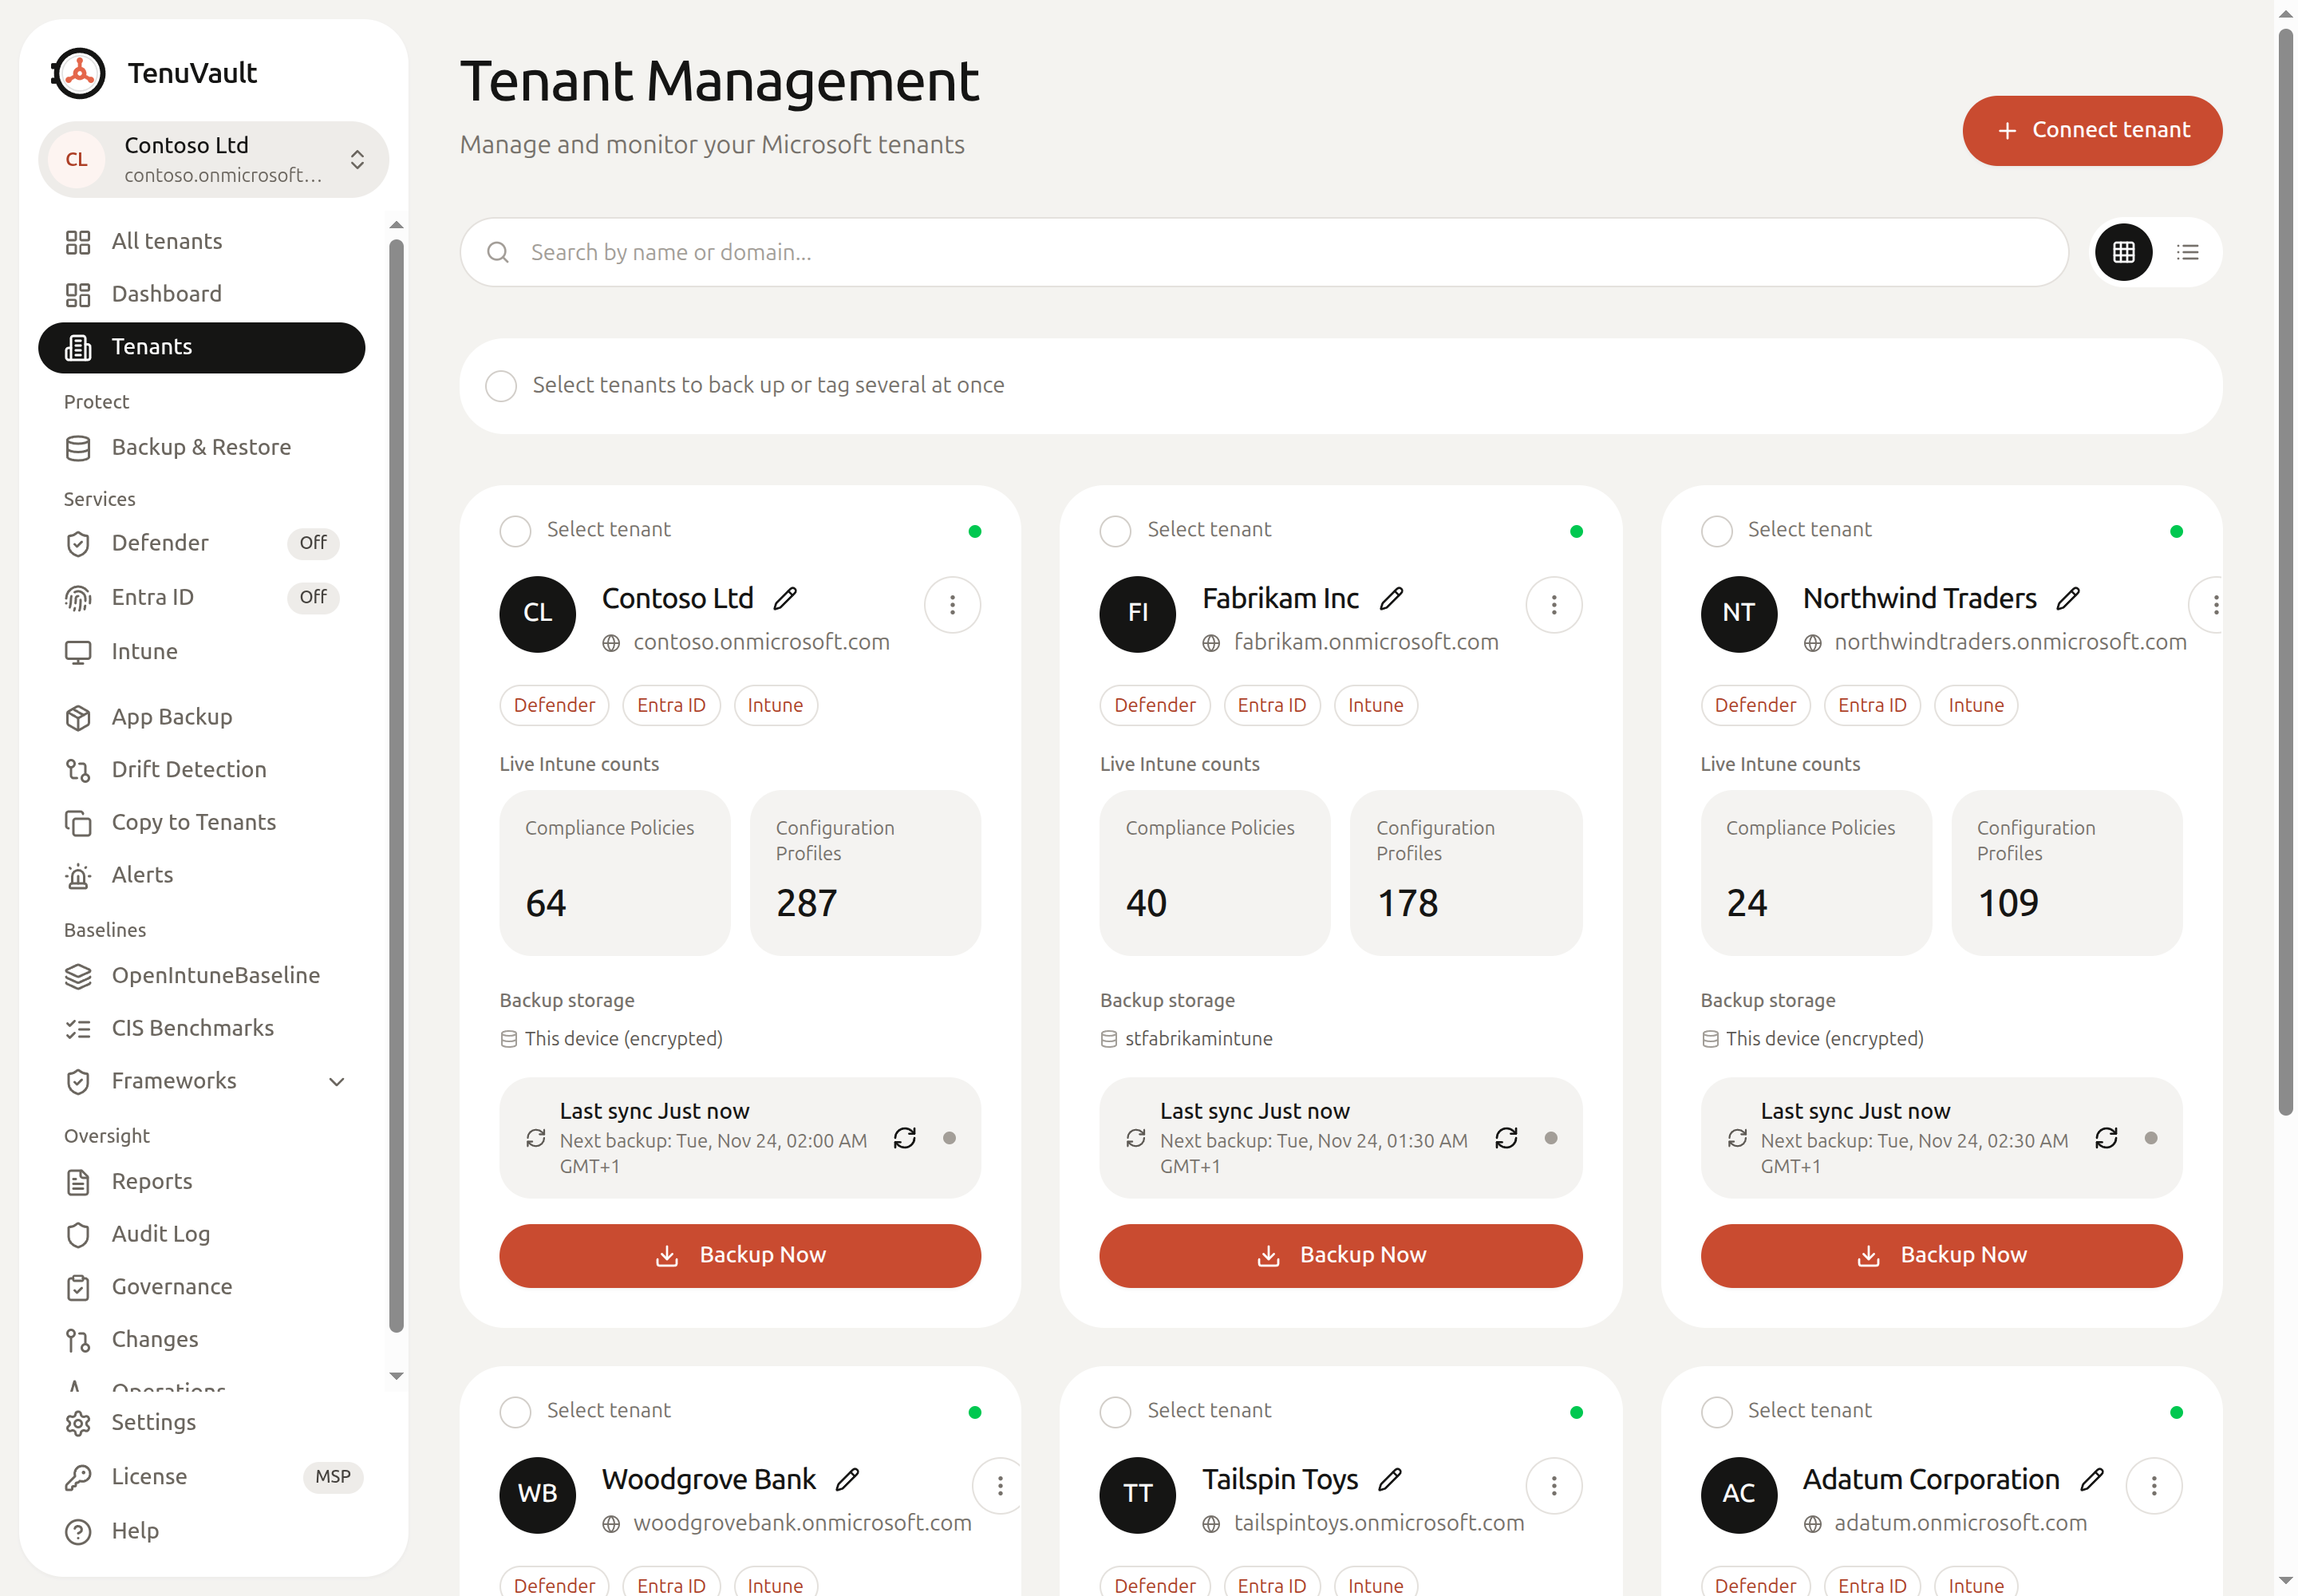 TenuVault
CL
Contoso Ltd
contoso.onmicrosoft...
All tenants
Dashboard
Tenants
Protect
Backup & Restore
Services
Defender
Off
Entra ID
Off
Intune
App Backup
Drift Detection
Copy to Tenants
Alerts
Baselines
OpenIntuneBaseline
CIS Benchmarks
Frameworks
Oversight
Reports
Audit Log
Governance
Changes
Operations
Settings
License
MSP
Help
Tenant Management
Manage and monitor your Microsoft tenants
Connect tenant
Search by name or domain...
Select tenants to back up or tag several at once
Select tenant
CL
Contoso Ltd
contoso.onmicrosoft.com
Defender
Entra ID
Intune
Live Intune counts
Compliance Policies
64
Configuration
Profiles
287
Backup storage
This device (encrypted)
Last sync Just now
Next backup: Tue, Nov 24, 02:00 AM
GMT+1
Backup Now
Select tenant
FI
Fabrikam Inc
fabrikam.onmicrosoft.com
Defender
Entra ID
Intune
Live Intune counts
Compliance Policies
40
Configuration
Profiles
178
Backup storage
stfabrikamintune
Last sync Just now
Next backup: Tue, Nov 24, 01:30 AM
GMT+1
Backup Now
Select tenant
NT
Northwind Traders
northwindtraders.onmicrosoft.com
Defender
Entra ID
Intune
Live Intune counts
Compliance Policies
24
Configuration
Profiles
109
Backup storage
This device (encrypted)
Last sync Just now
Next backup: Tue, Nov 24, 02:30 AM
GMT+1
Backup Now
Select tenant
WB
Woodgrove Bank
woodgrovebank.onmicrosoft.com
Defender
Entra ID
Intune
Select tenant
TT
Tailspin Toys
tailspintoys.onmicrosoft.com
Defender
Entra ID
Intune
Select tenant
AC
Adatum Corporation
adatum.onmicrosoft.com
Defender
Entra ID
Intune